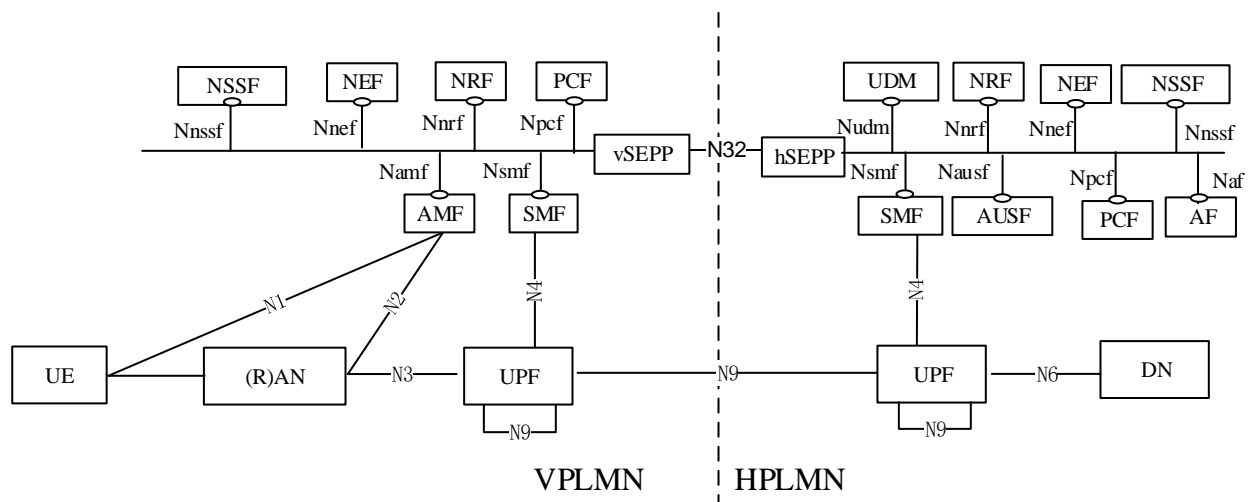 NSSF NEF NRF PCF UDM NRF NEF NSSF
Nnssf Nnef Nnrf Npcf Nudm Nnrf Nnef Nnssf
vSEPP N32 hSEPP
Namf Nsmf Nsmf Nausf Npcf Naf
AMF SMF SMF AUSF PCF AF
N1 N2 N4 N4
UE (R)AN N3 UPF N9 UPF N6 DN
N9 N9
VPLMN HPLMN